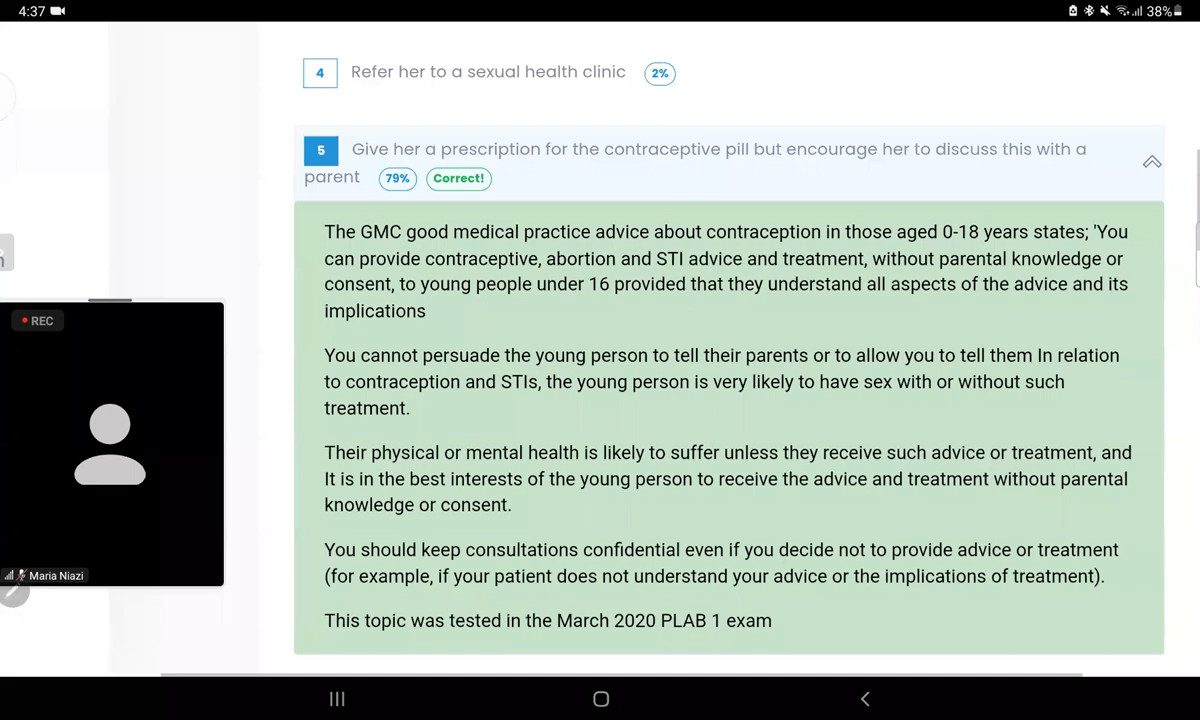 4:37
38%
4 Refer her to a sexual health clinic 2%
5 Give her a prescription for the contraceptive pill but encourage her to discuss this with a
parent 79% Correct!
The GMC good medical practice advice about contraception in those aged 0-18 years states; 'You
can provide contraceptive, abortion and STI advice and treatment, without parental knowledge or
consent, to young people under 16 provided that they understand all aspects of the advice and its
implications
You cannot persuade the young person to tell their parents or to allow you to tell them In relation
to contraception and STIs, the young person is very likely to have sex with or without such
treatment.
Their physical or mental health is likely to suffer unless they receive such advice or treatment, and
It is in the best interests of the young person to receive the advice and treatment without parental
knowledge or consent.
You should keep consultations confidential even if you decide not to provide advice or treatment
(for example, if your patient does not understand your advice or the implications of treatment).
This topic was tested in the March 2020 PLAB 1 exam
REC
Maria Niazi